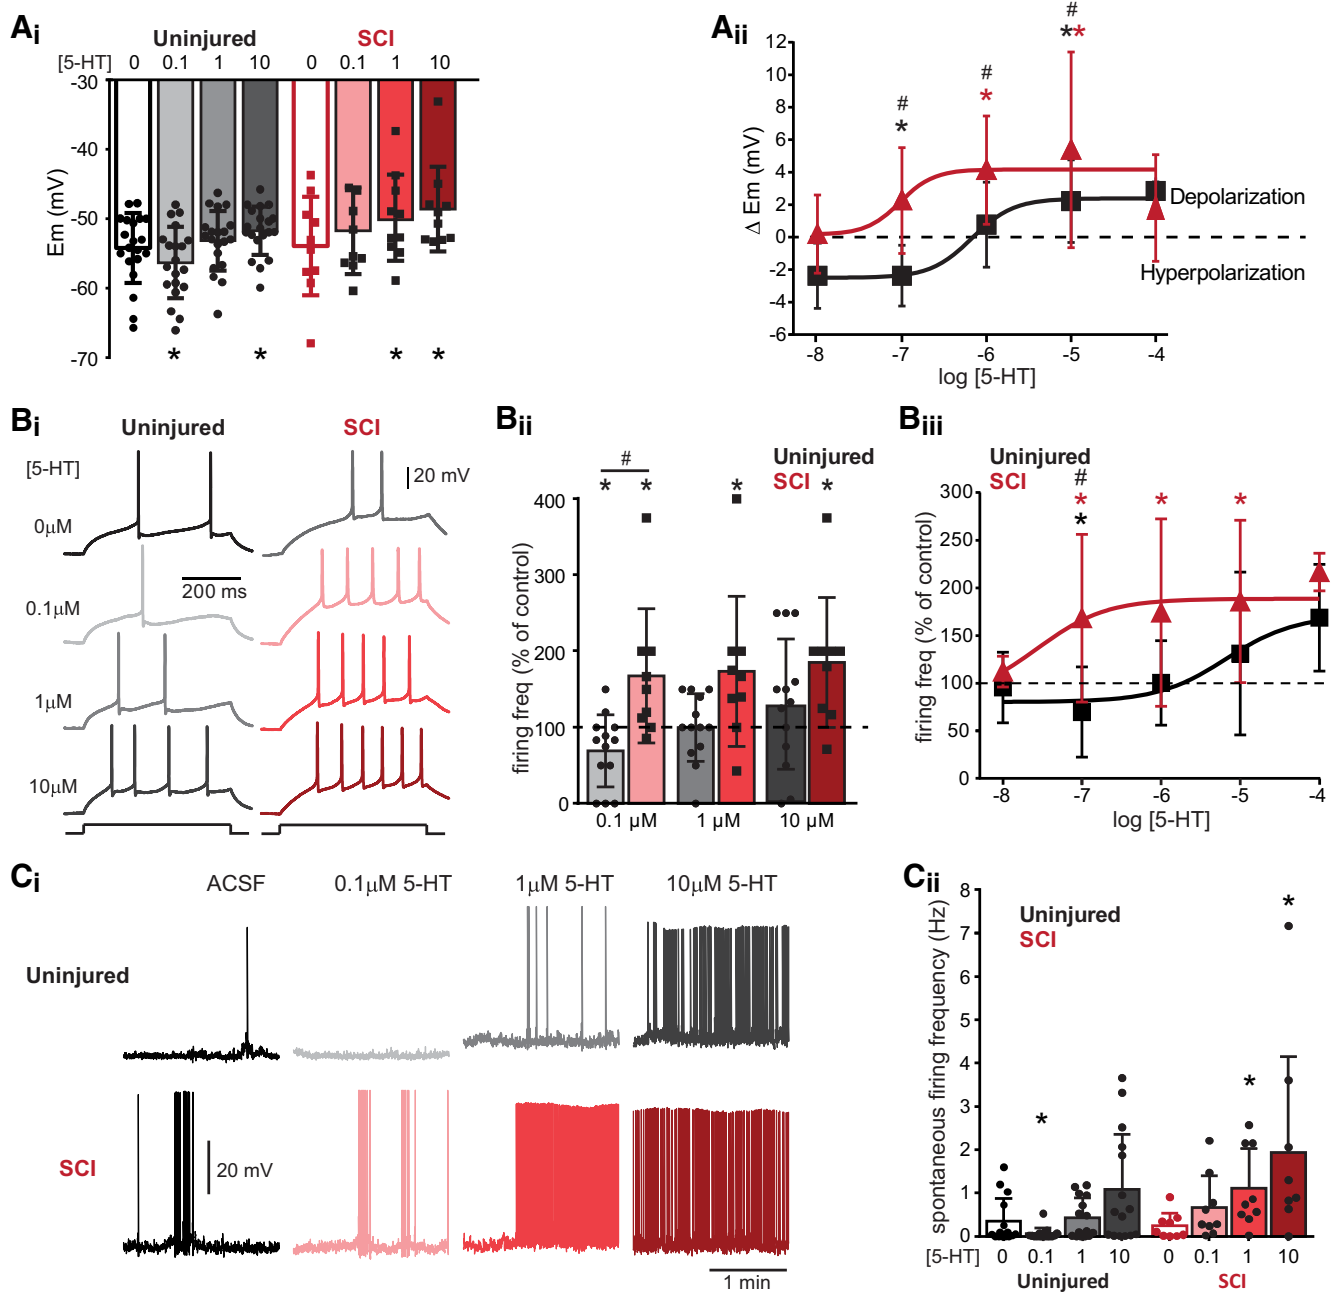 Ai
Uninjured SCI
[5-HT] 0 0.1 1 10 0 0.1 1 10
-30
-40
-50
-60
-70
Em (mV)
* * * *
Aii
# # #
* * **
12
10
8
6
4
2
0
-2
-4
-6
Δ Em (mV)
Depolarization
Hyperpolarization
-8 -7 -6 -5 -4
log [5-HT]
Bi
Uninjured SCI
[5-HT]
20 mV
0μM
200 ms
0.1μM
1μM
10μM
Bii
Uninjured
SCI
#
* * * *
400
300
200
100
0
firing freq (% of control)
0.1 μM 1 μM 10 μM
Biii
Uninjured
SCI
#
* * *
*
300
250
200
150
100
50
0
firing freq (% of control)
-8 -7 -6 -5 -4
log [5-HT]
Ci
ACSF 0.1μM 5-HT 1μM 5-HT 10μM 5-HT
Uninjured
SCI
20 mV
1 min
Cii
Uninjured
SCI
* * *
8
7
6
5
4
3
2
1
0
spontaneous firing frequency (Hz)
[5-HT] 0 0.1 1 10 0 0.1 1 10
Uninjured SCI